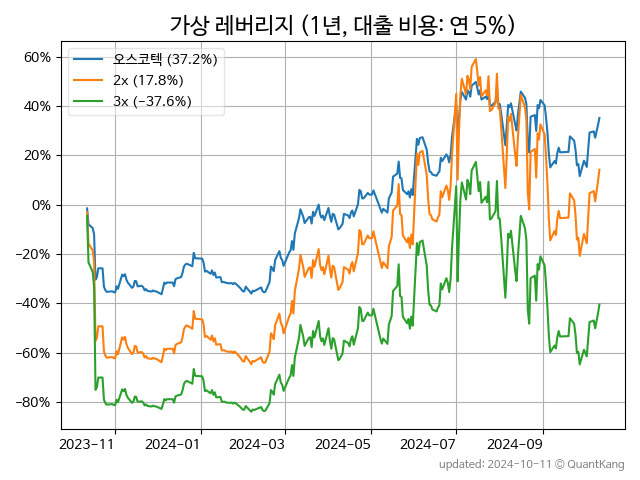 가상 레버리지 (1년, 대출 비용: 연 5%)
60%
40%
20%
0%
−20%
−40%
−60%
−80%
오스코텍 (37.2%)
2x (17.8%)
3x (−37.6%)
2023-11
2024-01
2024-03
2024-05
2024-07
2024-09
updated: 2024-10-11 © QuantKang